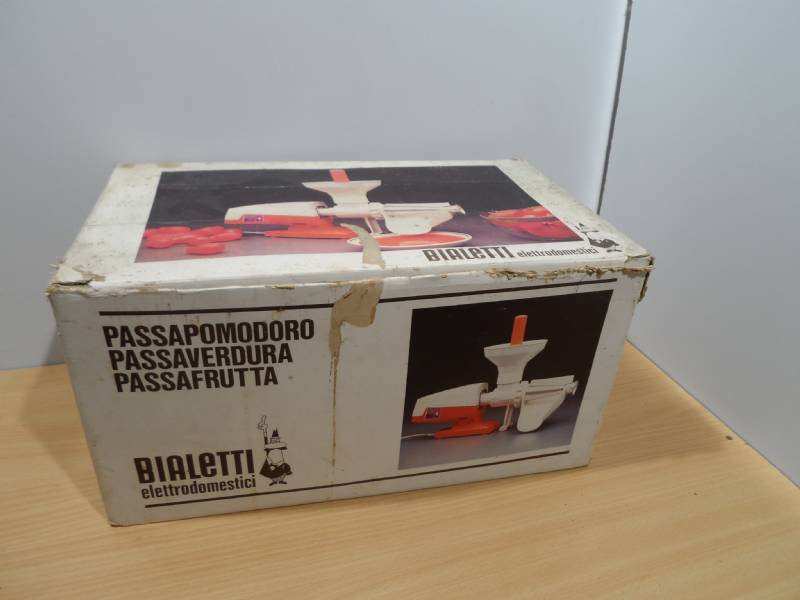 BIALETTI elettrodomestici
PASSAPOMODORO
PASSAVERDURA
PASSAFRUTTA
BIALETTI
elettrodomestici